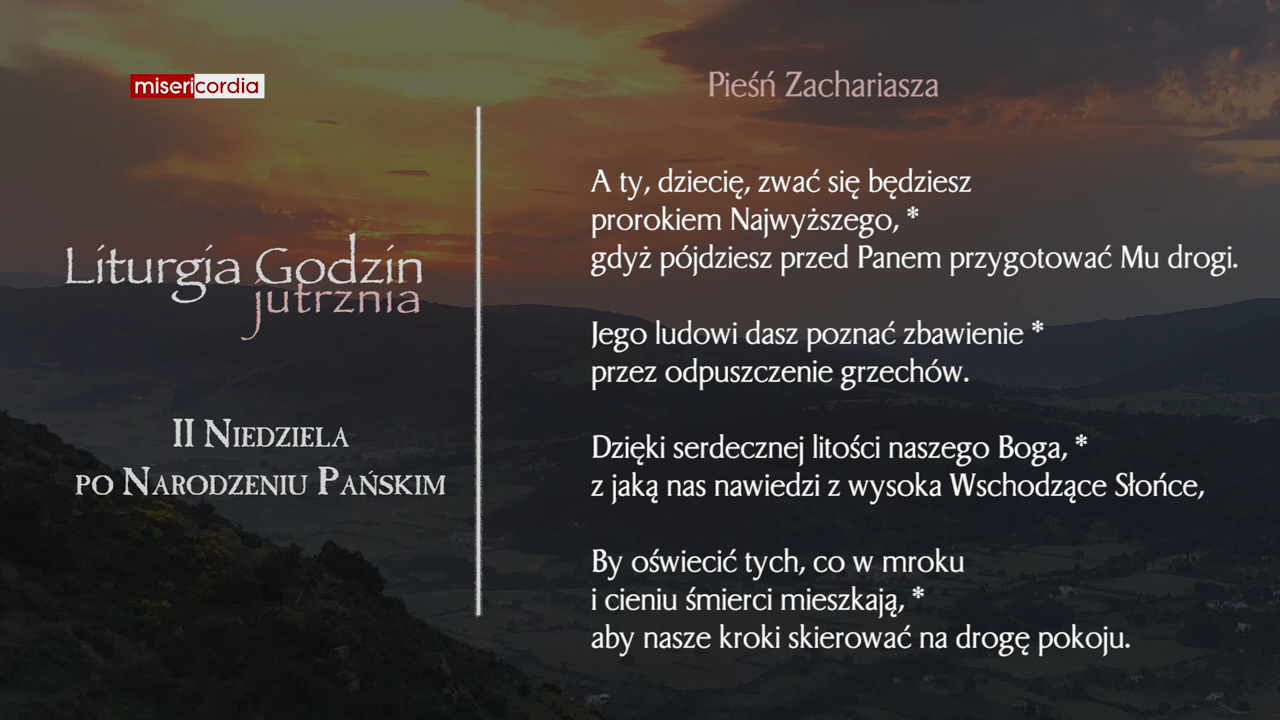 misericordia
Liturgia Godzin
jutrznia
II Niedziela
po Narodzeniu Pańskim
Pieśń Zachariasza
A ty, dziecię, zwać się będziesz
prorokiem Najwyższego, *
gdyż pójdziesz przed Panem przygotować Mu drogi.
Jego ludowi dasz poznać zbawienie *
przez odpuszczenie grzechów.
Dzięki serdecznej litości naszego Boga, *
z jaką nas nawiedzi z wysoka Wschodzące Słońce,
By oświecić tych, co w mroku
i cieniu śmierci mieszkają, *
aby nasze kroki skierować na drogę pokoju.